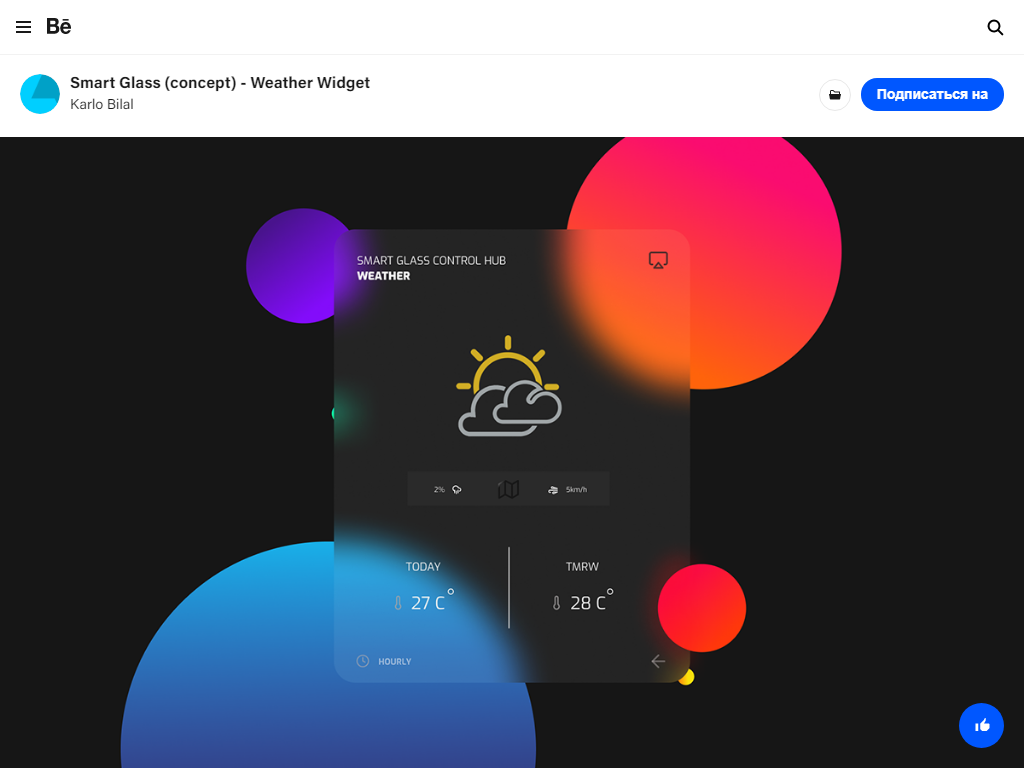 Bē
Smart Glass (concept) - Weather Widget
Karlo Bilal
Подписаться на
SMART GLASS CONTROL HUB
WEATHER
2%
5km/h
TODAY
TMRW
27 C°
28 C°
HOURLY